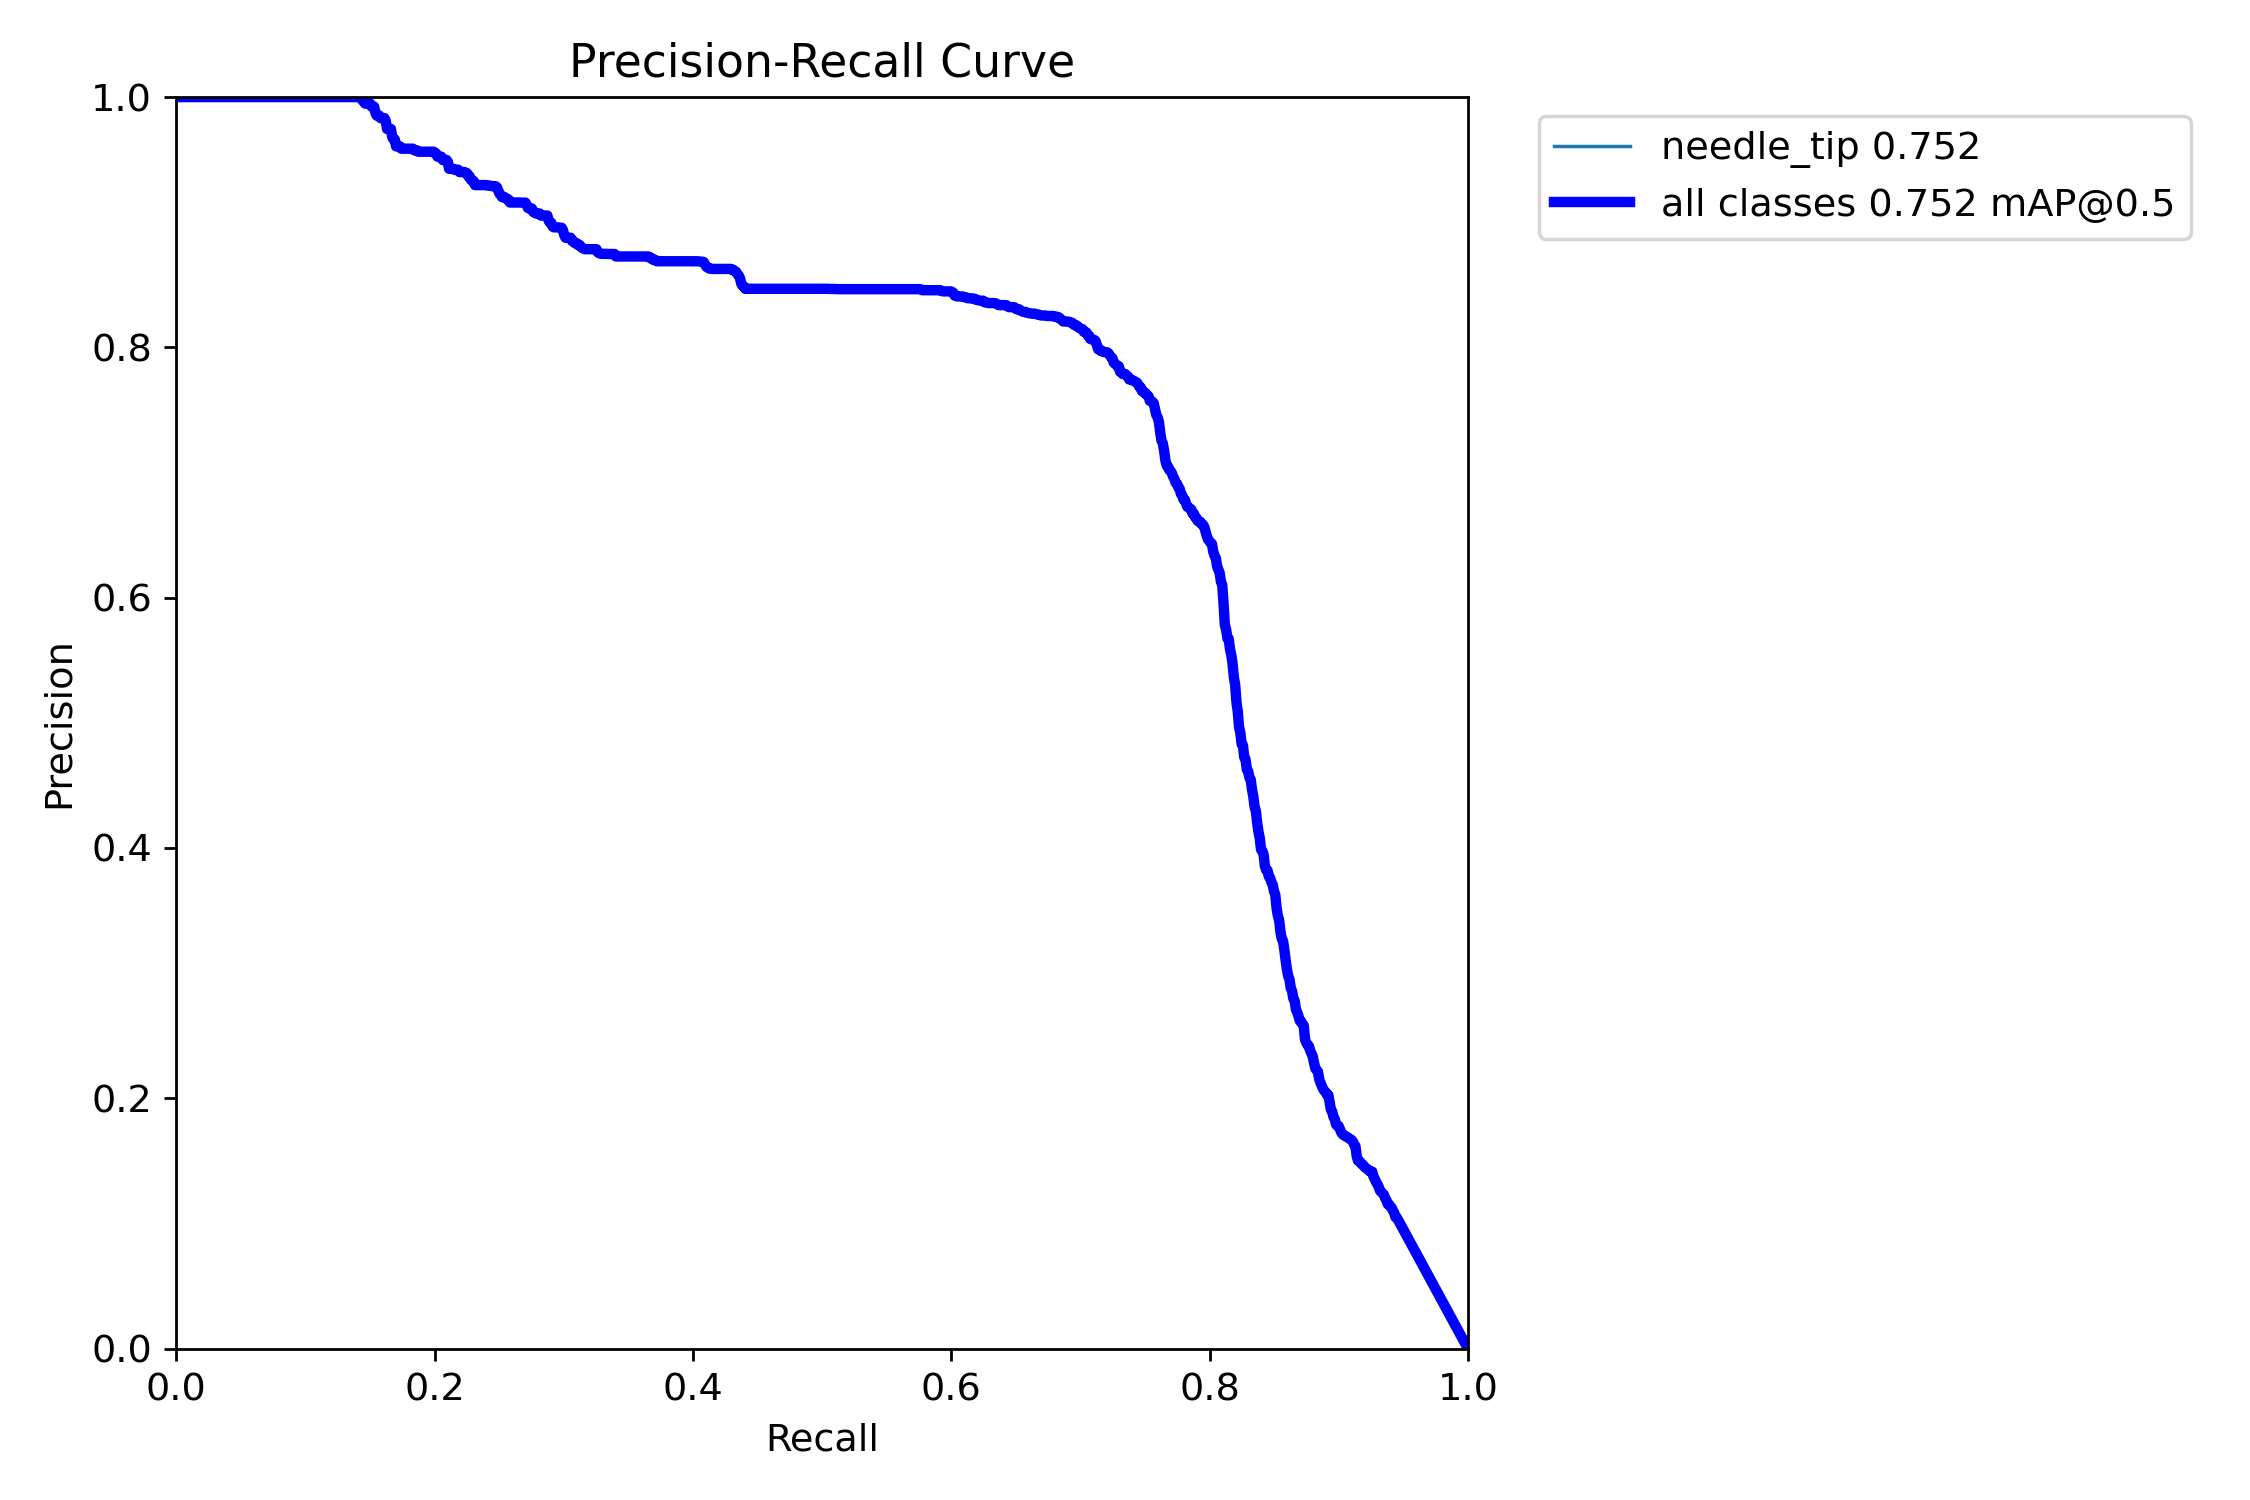 Precision-Recall Curve
needle_tip 0.752
all classes 0.752 mAP@0.5
Precision
1.0
0.8
0.6
0.4
0.2
0.0
0.0 0.2 0.4 0.6 0.8 1.0
Recall